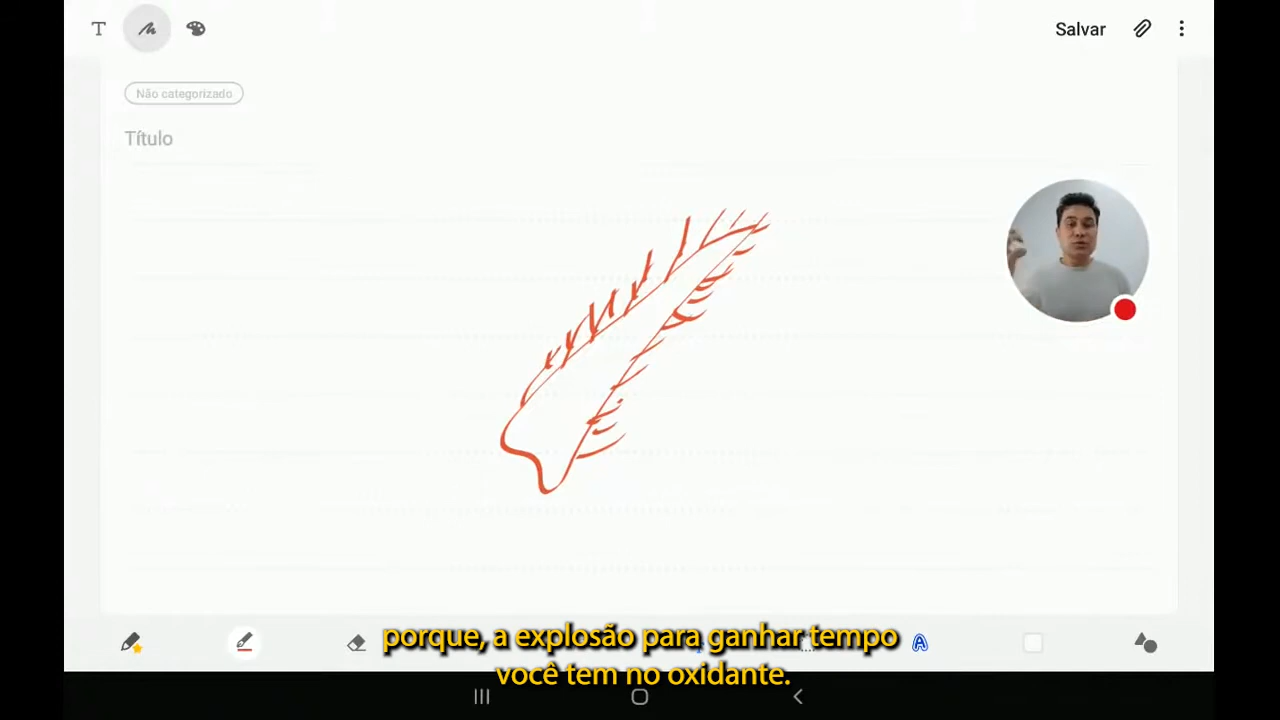 T
Salvar
Não categorizado
Título
porque, a explosão para ganhar tempo
você tem no oxidante.